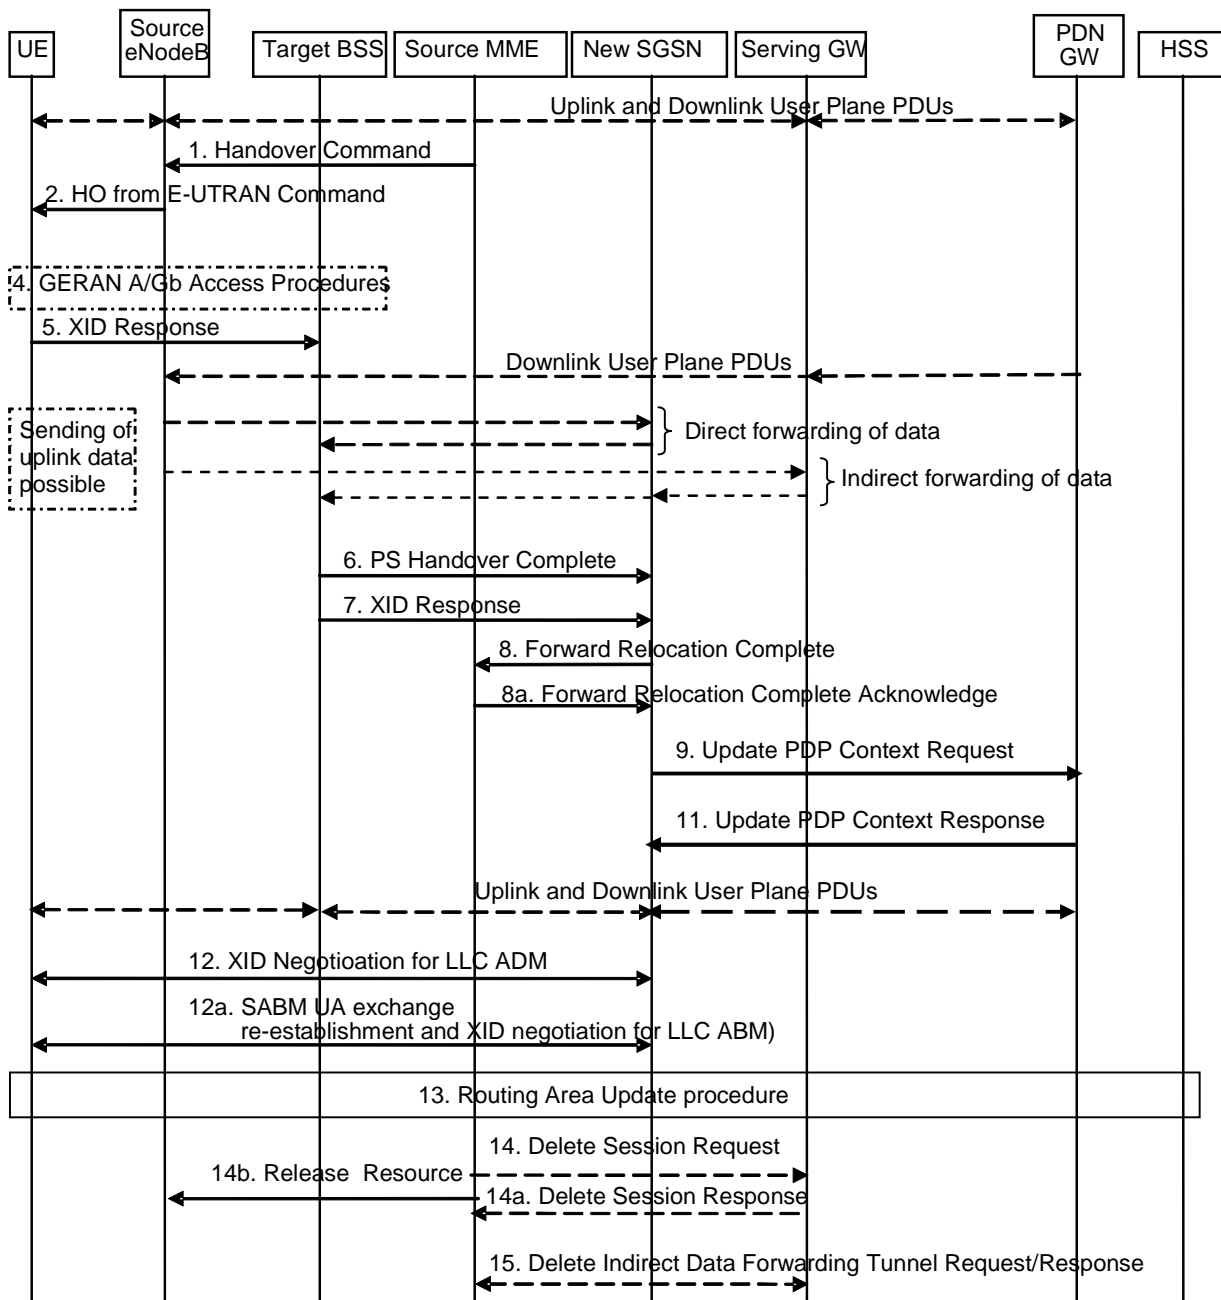 UE
Source
eNodeB
Target BSS
Source MME
New SGSN
Serving GW
PDN
GW
HSS
Uplink and Downlink User Plane PDUs
1. Handover Command
2. HO from E-UTRAN Command
4. GERAN A/Gb Access Procedures
5. XID Response
Downlink User Plane PDUs
Sending of
uplink data
possible
Direct forwarding of data
Indirect forwarding of data
6. PS Handover Complete
7. XID Response
8. Forward Relocation Complete
8a. Forward Relocation Complete Acknowledge
9. Update PDP Context Request
11. Update PDP Context Response
Uplink and Downlink User Plane PDUs
12. XID Negotioation for LLC ADM
12a. SABM UA exchange
re-establishment and XID negotiation for LLC ABM)
13. Routing Area Update procedure
14. Delete Session Request
14b. Release Resource
14a. Delete Session Response
15. Delete Indirect Data Forwarding Tunnel Request/Response